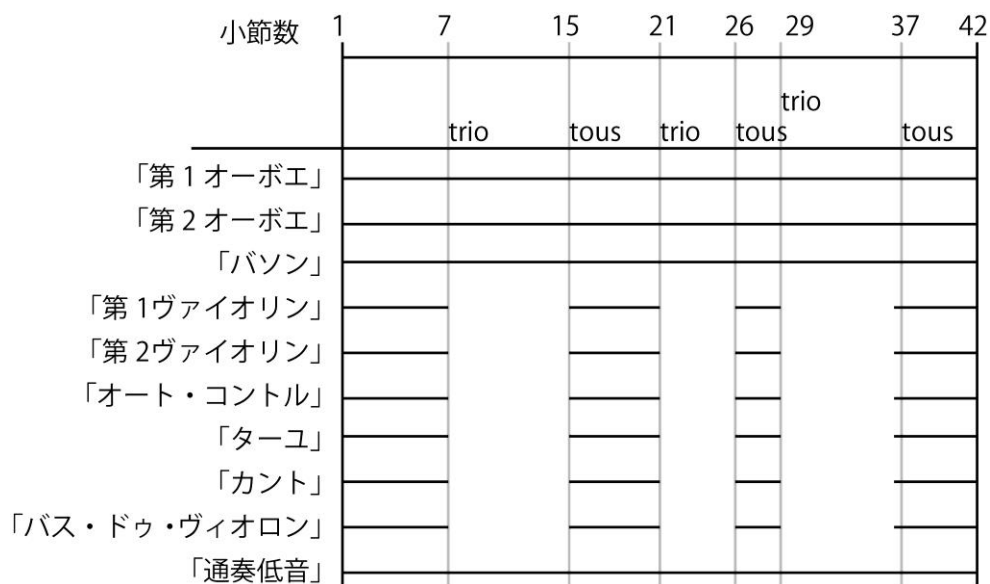 小節数 1 7 15 21 26 29 37 42
trio
trio tous trio tous tous
「第 1 オーボエ」
「第 2 オーボエ」
「バソン」
「第 1ヴァイオリン」
「第 2ヴァイオリン」
「オート・コントル」
「ターユ」
「カント」
「バス・ドゥ・ヴィオロン」
「通奏低音」